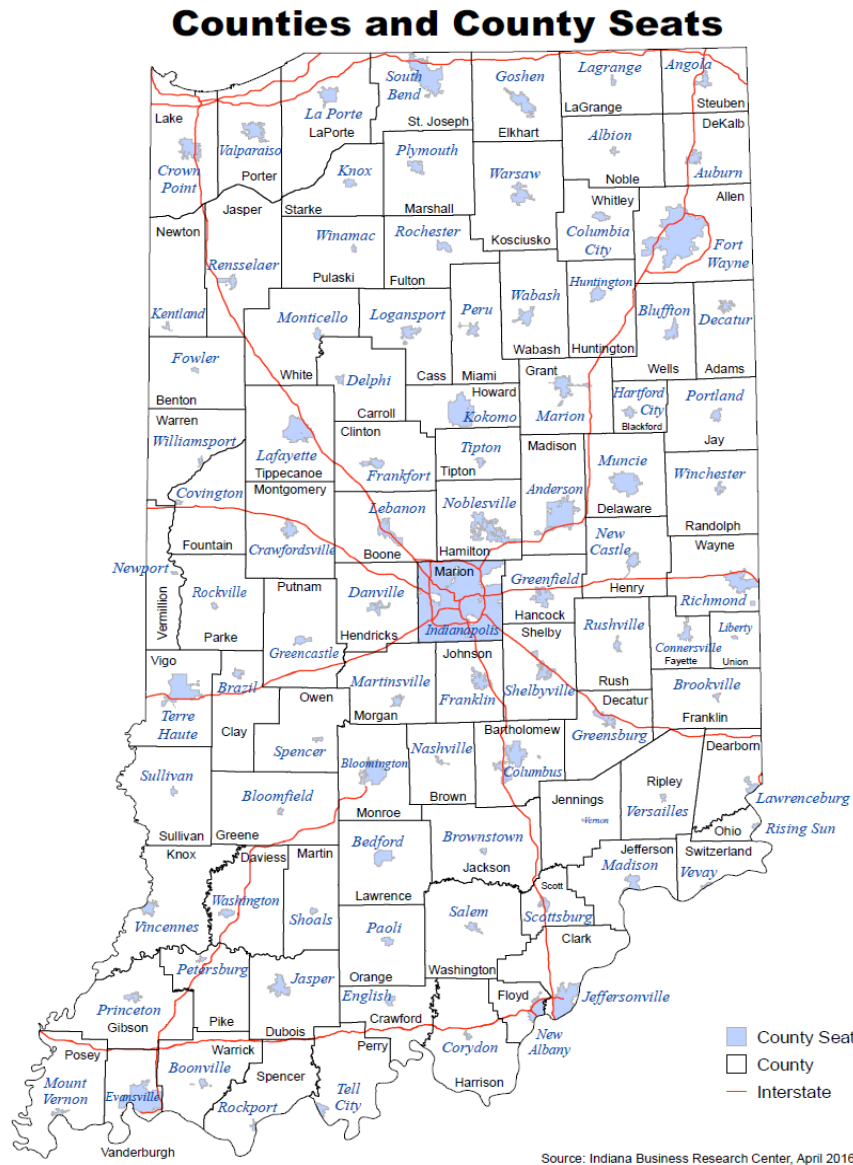 Counties and County Seats
South
Bend
Goshen
Lagrange
Angola
Lake
La Porte
LaPorte
St. Joseph
Elkhart
LaGrange
Steuben
DeKalb
Crown
Point
Valparaiso
Porter
Knox
Plymouth
Warsaw
Albion
Noble
Auburn
Newton
Jasper
Starke
Marshall
Kosciusko
Whitley
Columbia
City
Allen
Fort
Wayne
Rensselaer
Winamac
Pulaski
Rochester
Fulton
Kentland
Monticello
Logansport
Peru
Wabash
Wabash
Huntington
Huntington
Bluffton
Decatur
Fowler
Benton
White
Delphi
Carroll
Cass
Miami
Grant
Marion
Wells
Adams
Warren
Williamsport
Howard
Kokomo
Hartford
City
Blackford
Portland
Jay
Lafayette
Tippecanoe
Clinton
Frankfort
Tipton
Tipton
Madison
Anderson
Muncie
Delaware
Winchester
Randolph
Covington
Fountain
Montgomery
Crawfordsville
Lebanon
Boone
Noblesville
Hamilton
New
Castle
Henry
Wayne
Richmond
Newport
Vermillion
Rockville
Parke
Putnam
Greencastle
Danville
Hendricks
Marion
Indianapolis
Greenfield
Hancock
Shelby
Shelbyville
Rushville
Rush
Connersville
Fayette
Liberty
Union
Vigo
Terre
Haute
Brazil
Clay
Owen
Spencer
Martinsville
Morgan
Johnson
Franklin
Decatur
Greensburg
Brookville
Franklin
Sullivan
Sullivan
Bloomfield
Greene
Bloomington
Monroe
Nashville
Brown
Bartholomew
Columbus
Jennings
Vernon
Ripley
Versailles
Dearborn
Lawrenceburg
Ohio
Rising Sun
Knox
Vincennes
Daviess
Washington
Martin
Shoals
Bedford
Lawrence
Brownstown
Jackson
Scott
Scottsburg
Jefferson
Madison
Switzerland
Vevay
Petersburg
Pike
Jasper
Dubois
Paoli
Orange
Salem
Washington
Clark
Jeffersonville
Princeton
Gibson
English
Crawford
Floyd
New
Albany
Corydon
Harrison
Posey
Mount
Vernon
Evansville
Vanderburgh
Warrick
Boonville
Spencer
Rockport
Perry
Tell
City
County Seat
County
Interstate
Source: Indiana Business Research Center, April 2016